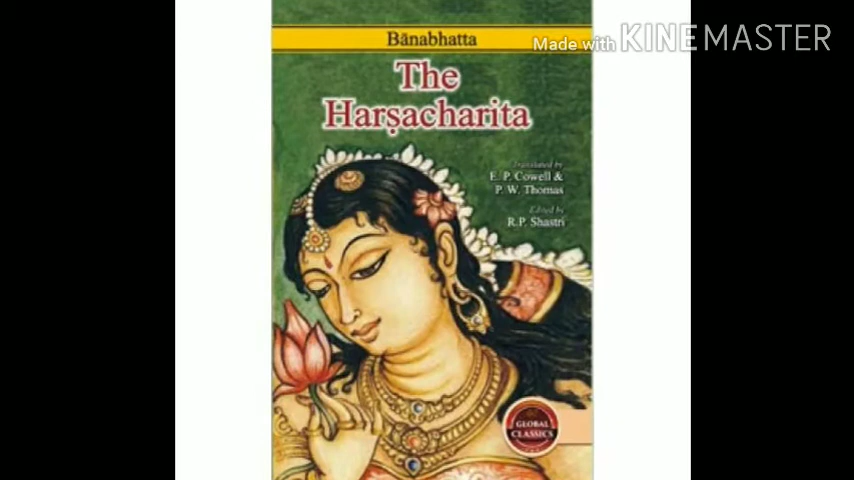 Made with KINEMASTER
Bānabhatta
The
Harṣacharita
Translated by
E. P. Cowell &
P. W. Thomas
Edited by
R.P. Shastri
GLOBAL
CLASSICS